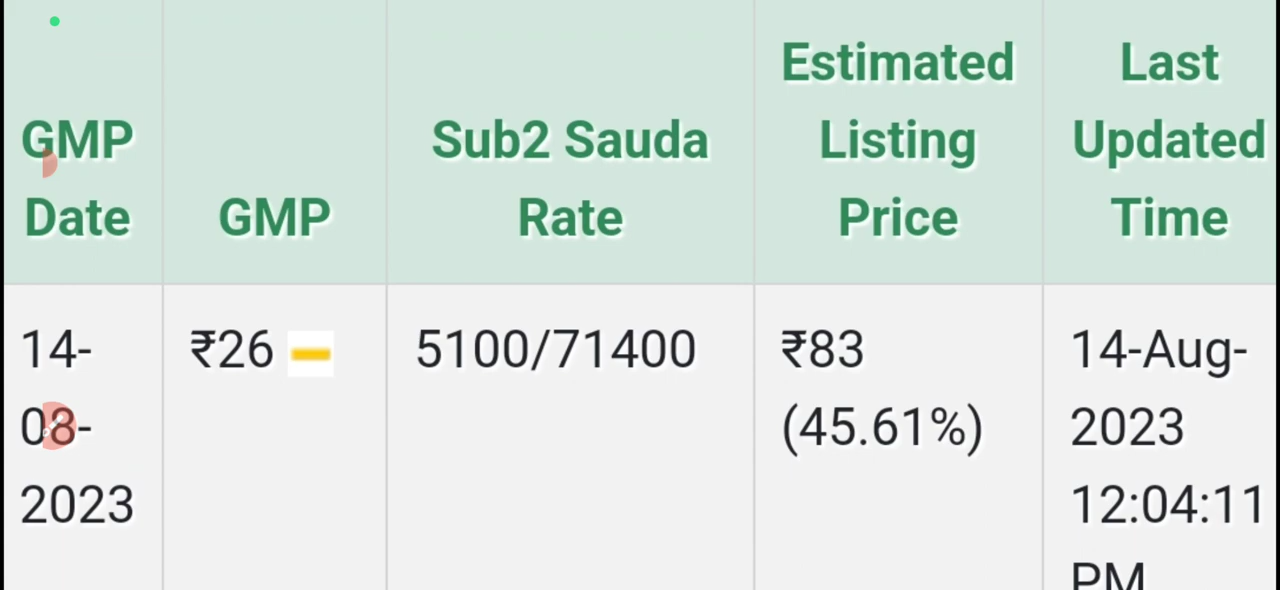 GMP
Date
GMP
Sub2 Sauda
Rate
Estimated
Listing
Price
Last
Updated
Time
14-
08-
2023
₹26
5100/71400
₹83
(45.61%)
14-Aug-
2023
12:04:11
PM